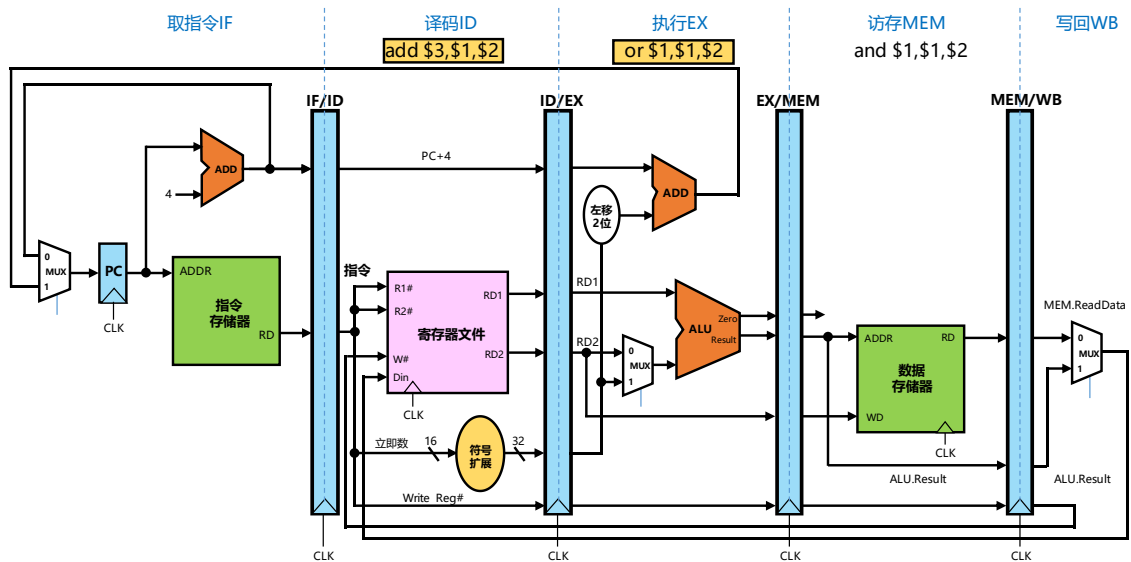 取指令IF
译码ID
执行EX
访存MEM
写回WB
add $3,$1,$2
or $1,$1,$2
and $1,$1,$2
IF/ID
ID/EX
EX/MEM
MEM/WB
ADD
4
PC+4
ADD
左移
2位
0
MUX
1
PC
CLK
ADDR
指令
存储器
RD
指令
R1#
R2#
W#
Din
寄存器文件
RD1
RD2
CLK
RD1
RD2
0
MUX
1
ALU
Zero
Result
ADDR
RD
数据
存储器
WD
CLK
MEM.ReadData
0
MUX
1
立即数
16
符号
扩展
32
ALU.Result
ALU.Result
Write Reg#
CLK
CLK
CLK
CLK